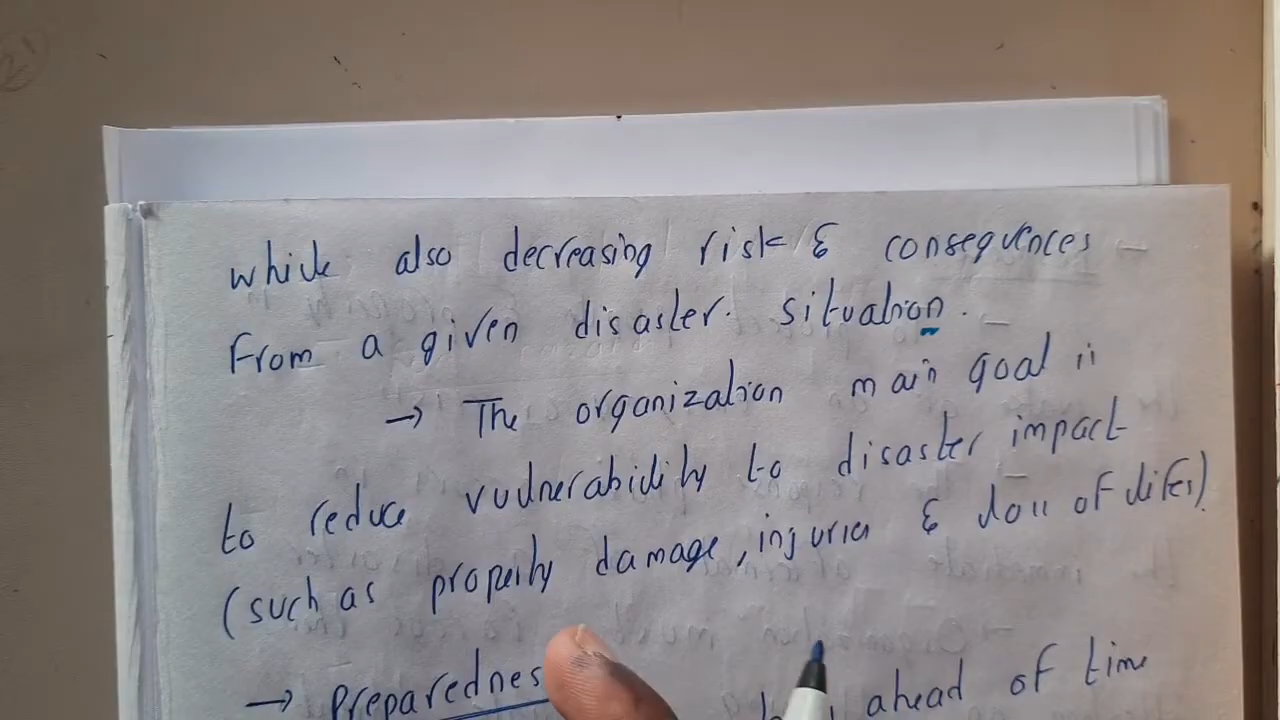 while also decreasing risk & consequences
From a given disaster. situation.
→ The organization main goal is
to reduce vulnerability to disaster impact
(such as property damage, injuries & loss of lifes)
→ Preparednes ahead of time